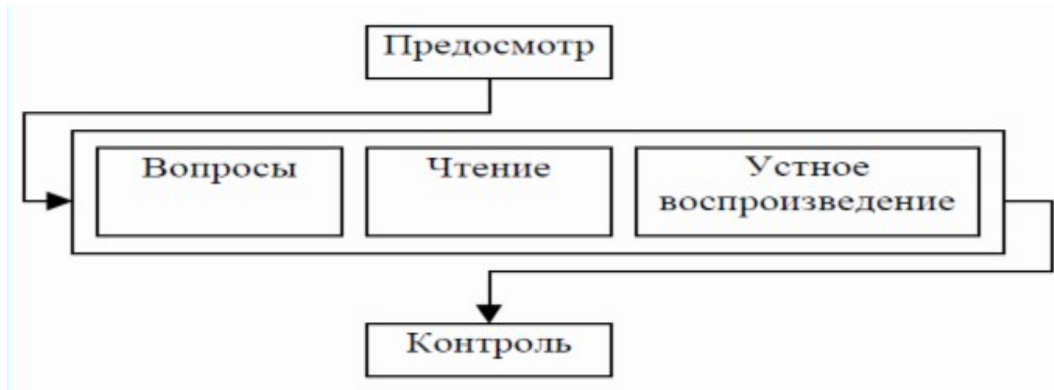 Предосмотр
Вопросы
Чтение
Устное
воспроизведение
Контроль